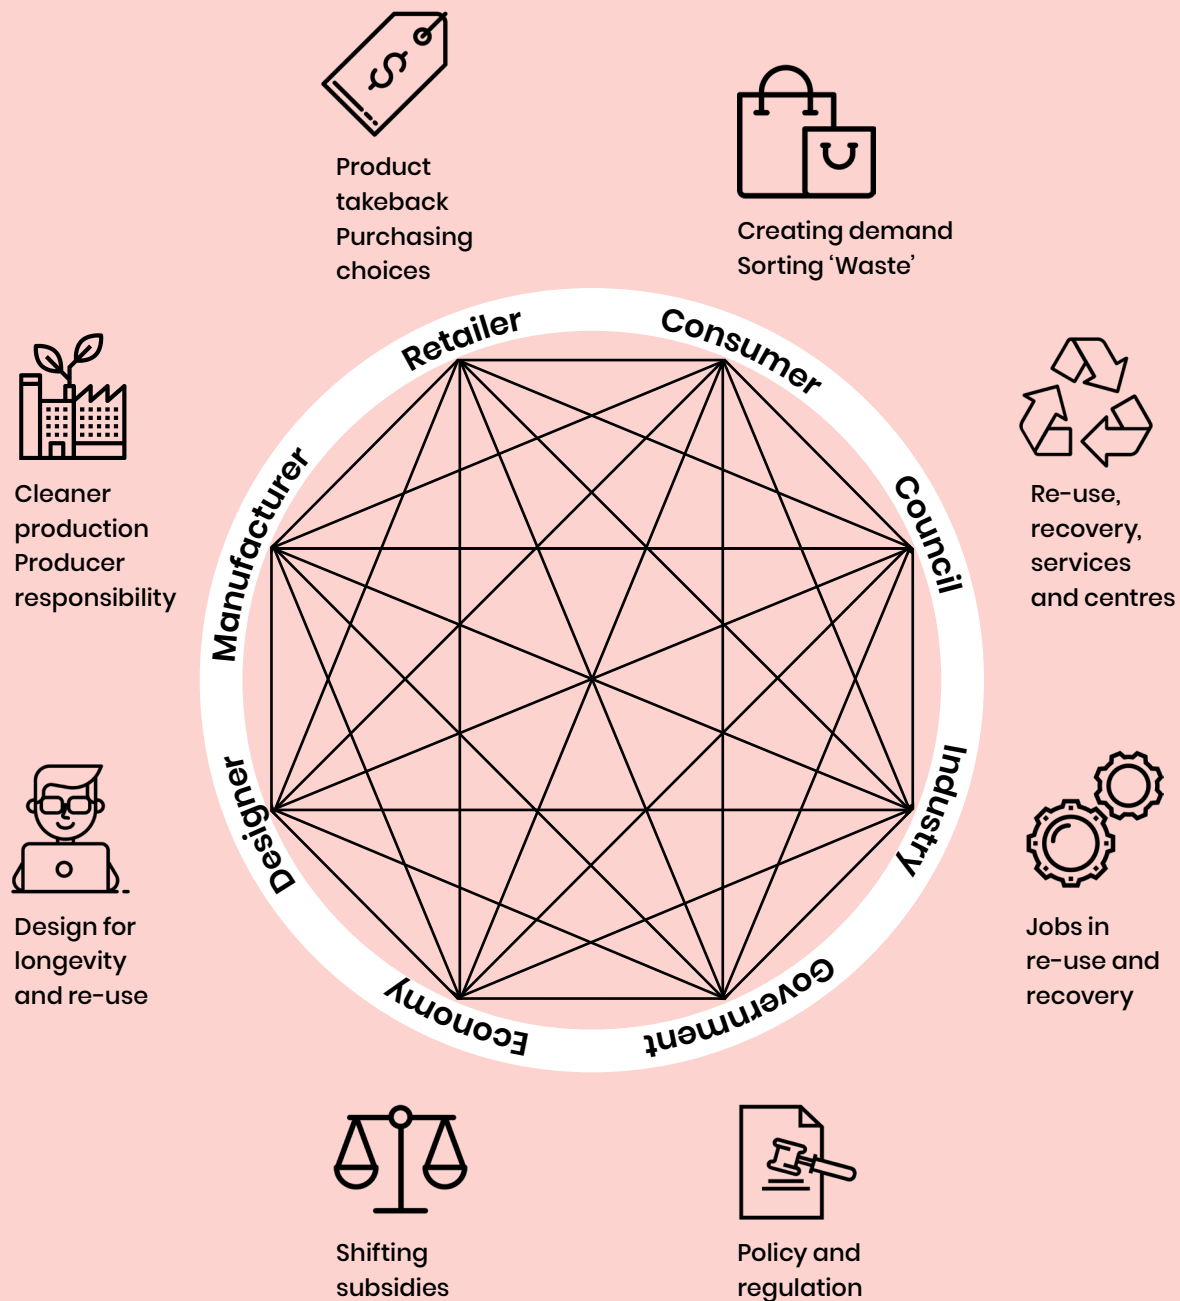 Product
takeback
Purchasing
choices
Creating demand
Sorting ‘Waste’
Retailer
Consumer
Manufacturer
Council
Cleaner
production
Producer
responsibility
Re-use,
recovery,
services
and centres
Designer
Industry
Design for
longevity
and re-use
Jobs in
re-use and
recovery
Economy
Government
$
Shifting
subsidies
Policy and
regulation